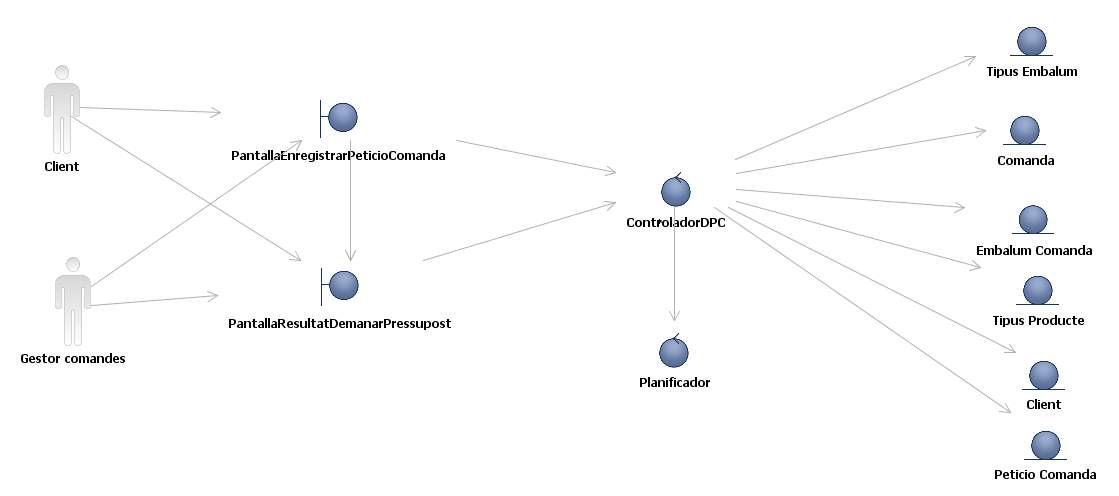 Tipus Embalum
Client
PantallaEnregistrarPeticioComanda
Comanda
ControladorDPC
Embalum Comanda
Gestor comandes
PantallaResultatDemanarPressupost
Tipus Producte
Planificador
Client
Peticio Comanda